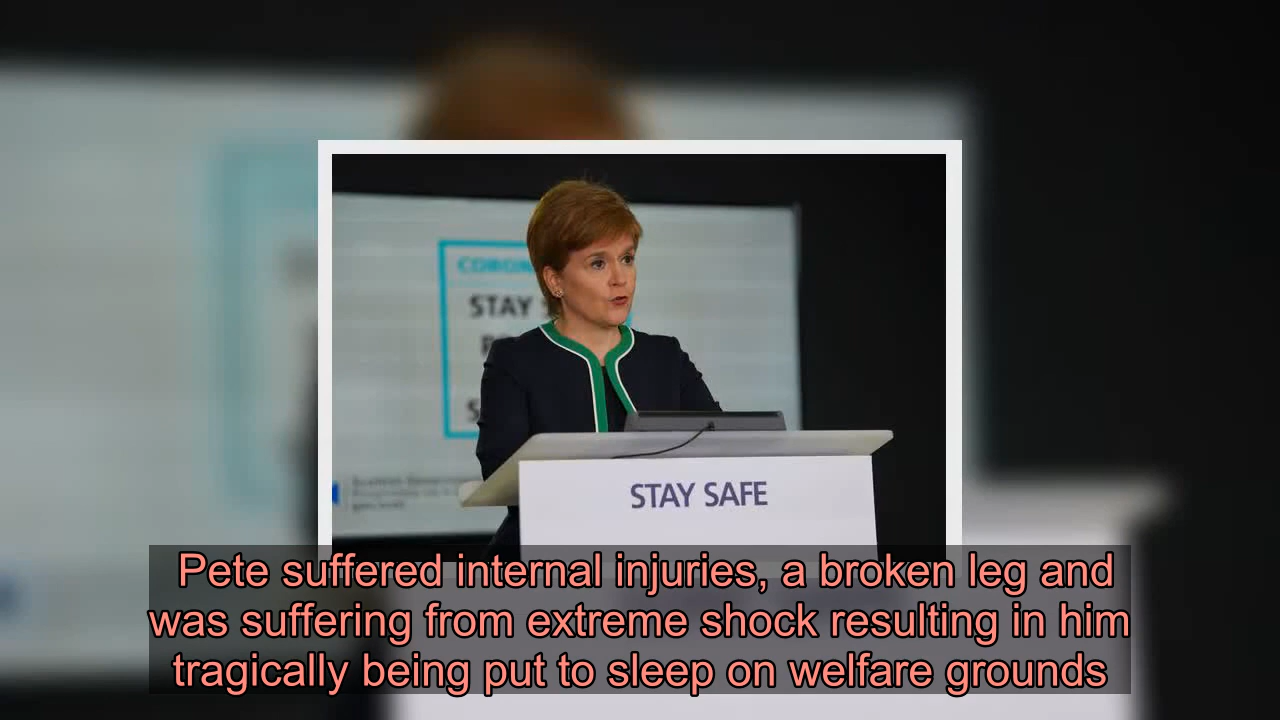 STAY
STAY SAFE
Pete suffered internal injuries, a broken leg and
was suffering from extreme shock resulting in him
tragically being put to sleep on welfare grounds